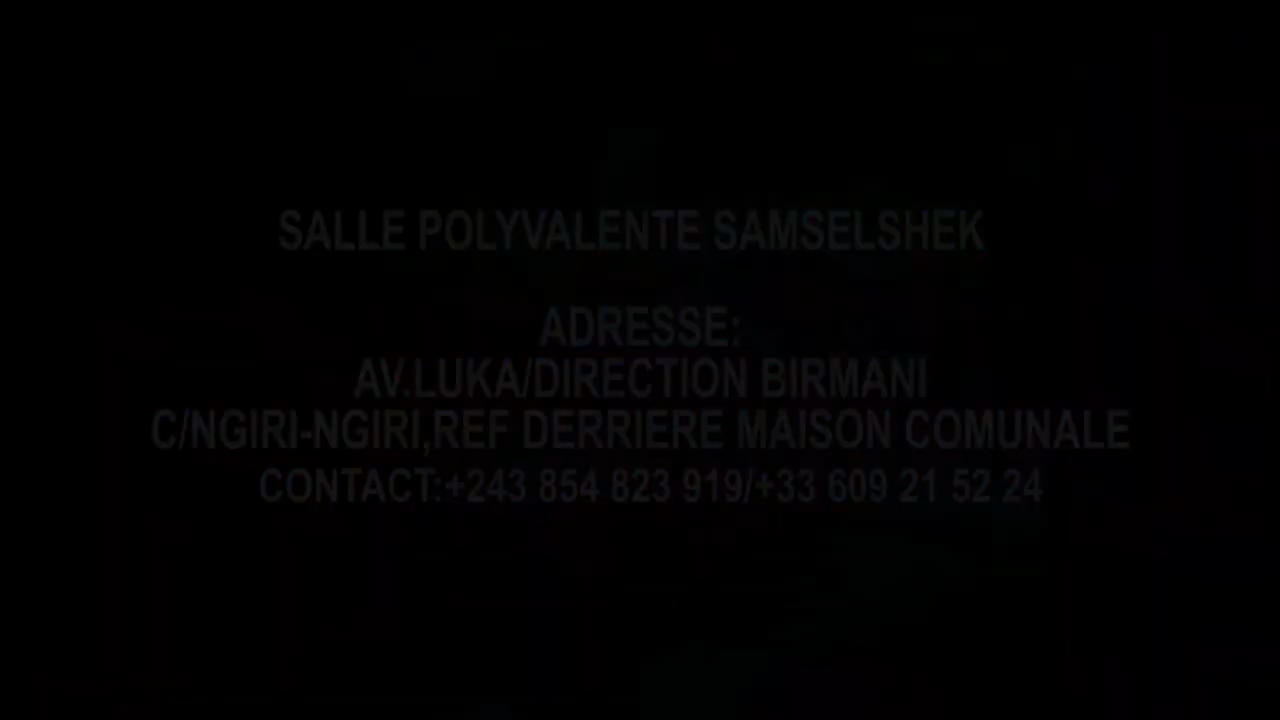 SALLE POLYVALENTE SAMSELSHEK
ADRESSE:
AV.LUKA/DIRECTION BIRMANI
C/NGIRI-NGIRI,REF DERRIERE MAISON COMUNALE
CONTACT:+243 854 823 919/+33 609 21 52 24